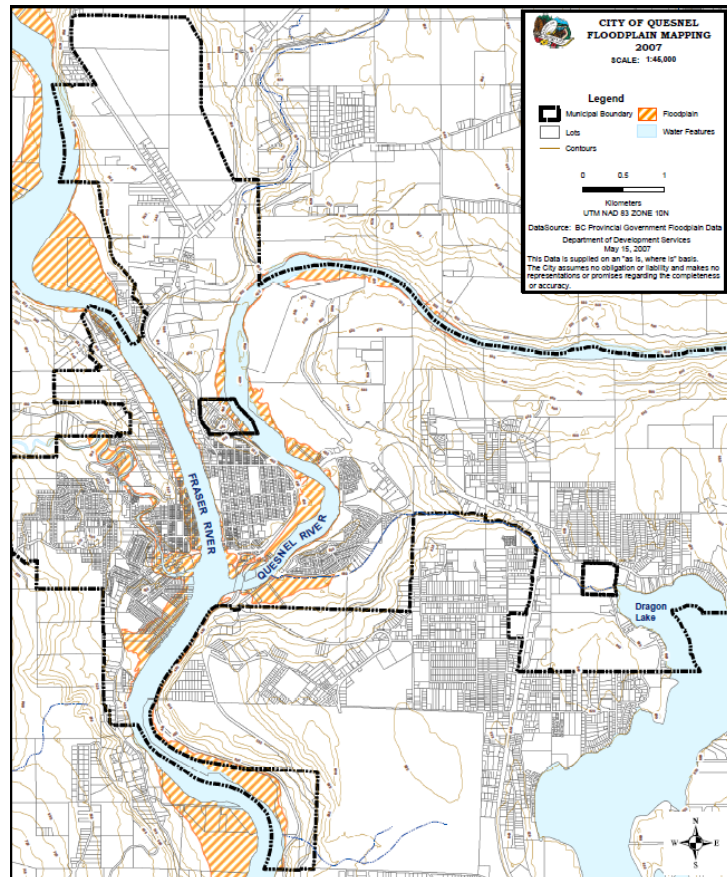 CITY OF QUESNEL
FLOODPLAIN MAPPING
2007
SCALE: 1:45,000
Legend
Municipal Boundary
Floodplain
Lots
Water Features
Contours
0 0.5 1
Kilometers
UTM NAD 83 ZONE 10N
DataSource: BC Provincial Government Floodplain Data
Department of Development Services
May 15, 2007
This Data is supplied on an "as is, where is" basis.
The City assumes no obligation or liability and makes no
representations or promises regarding the completeness
or accuracy.
FRASER RIVER
QUESNEL RIVER
Dragon
Lake
N
W E
S